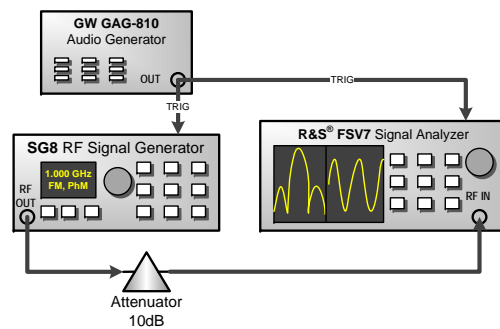 GW GAG-810
Audio Generator
OUT
TRIG
TRIG
SG8 RF Signal Generator
1.000 GHz
FM, PhM
RF
OUT
R&S® FSV7 Signal Analyzer
RF IN
Attenuator
10dB